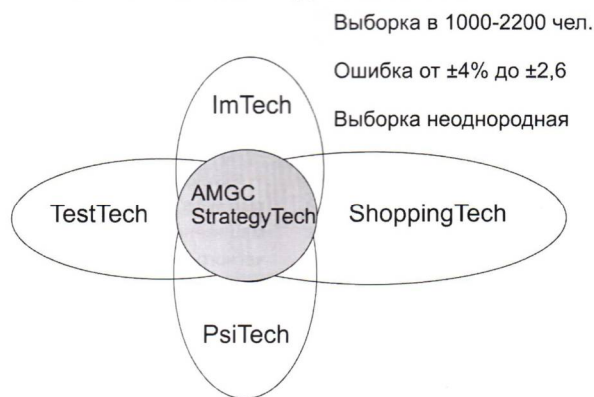 Выборка в 1000-2200 чел.
Ошибка от ±4% до ±2,6
Выборка неоднородная
ImTech
TestTech
AMGC
StrategyTech
ShoppingTech
PsiTech